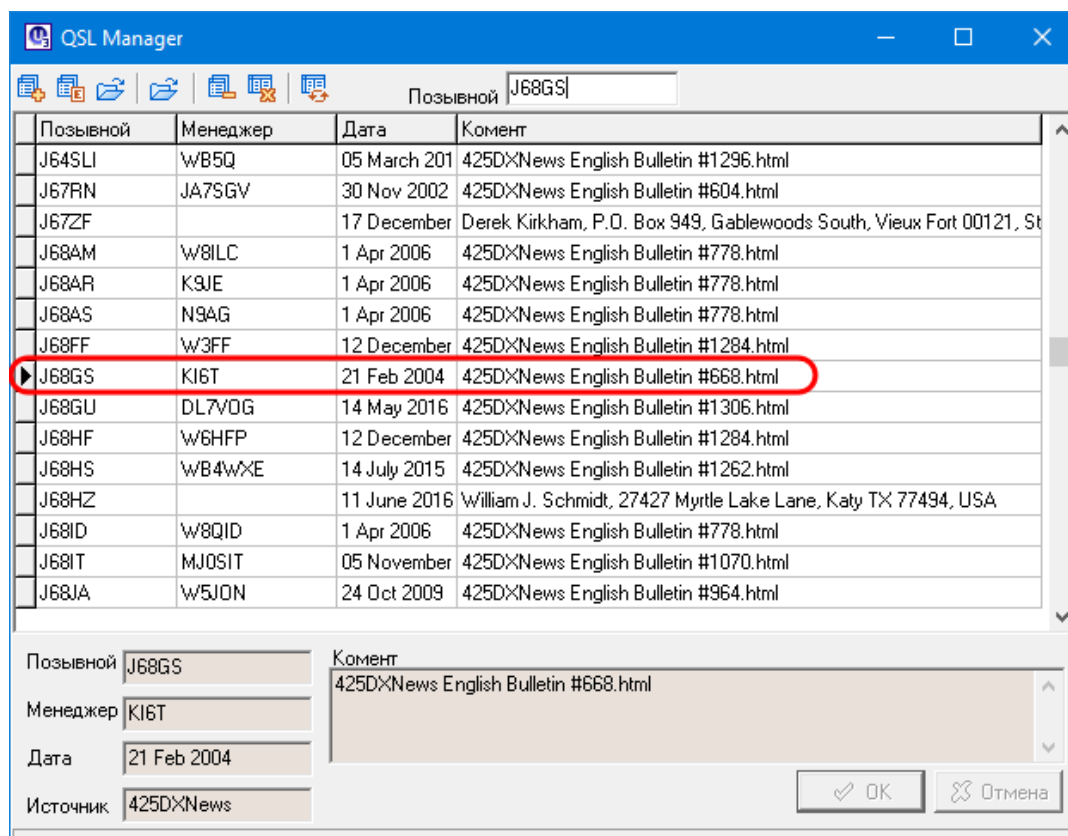 QSL Manager
Позывной J68GS
Позывной Менеджер Дата Комент
J64SLI WB5Q 05 March 201 425DXNews English Bulletin #1296.html
J67RN JA7SGV 30 Nov 2002 425DXNews English Bulletin #604.html
J67ZF 17 December Derek Kirkham, P.O. Box 949, Gablewoods South, Vieux Fort 00121, St
J68AM W8ILC 1 Apr 2006 425DXNews English Bulletin #778.html
J68AR K9JE 1 Apr 2006 425DXNews English Bulletin #778.html
J68AS N9AG 1 Apr 2006 425DXNews English Bulletin #778.html
J68FF W3FF 12 December 425DXNews English Bulletin #1284.html
J68GS KI6T 21 Feb 2004 425DXNews English Bulletin #668.html
J68GU DL7VOG 14 May 2016 425DXNews English Bulletin #1306.html
J68HF W6HFP 12 December 425DXNews English Bulletin #1284.html
J68HS WB4WXE 14 July 2015 425DXNews English Bulletin #1262.html
J68HZ 11 June 2016 William J. Schmidt, 27427 Myrtle Lake Lane, Katy TX 77494, USA
J68ID W8QID 1 Apr 2006 425DXNews English Bulletin #778.html
J68IT MJ0SIT 05 November 425DXNews English Bulletin #1070.html
J68JA W5JON 24 Oct 2009 425DXNews English Bulletin #964.html
Позывной J68GS
Менеджер KI6T
Дата 21 Feb 2004
Источник 425DXNews
Комент
425DXNews English Bulletin #668.html
OK Отмена